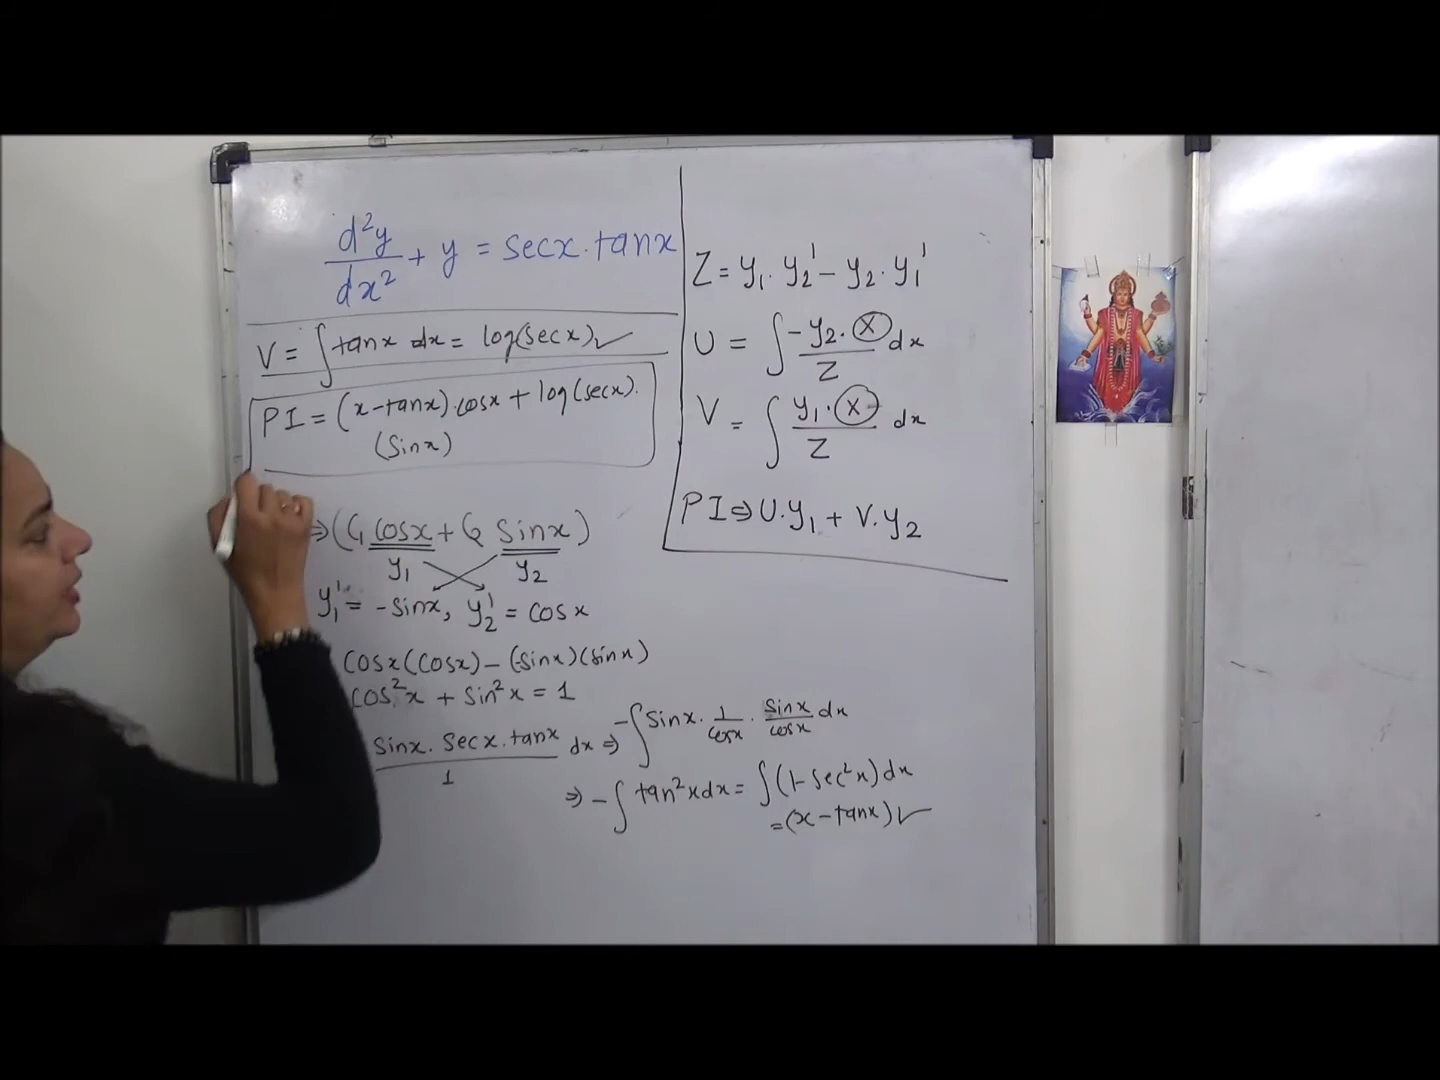 d²y/dx² + y = secx·tanx
V = ∫tanx dx = log(secx)✓
PI = (x-tanx)·cosx + log(secx)·
(sinx)
⇒(C₁ cosx + C₂ sinx)
y₁ y₂
y₁' = -sinx, y₂' = cosx
cosx(cosx) - (-sinx)(sinx)
cos²x + sin²x = 1
sinx·secx·tanx/1 dx ⇒ -∫sinx·1/cosx·sinx/cosx dx
⇒ -∫tan²xdx = ∫(1-sec²x)dx
=(x-tanx)✓
Z = y₁·y₂' - y₂·y₁'
U = ∫-y₂·X/Z dx
V = ∫y₁·X/Z dx
PI⇒U·y₁ + V·y₂